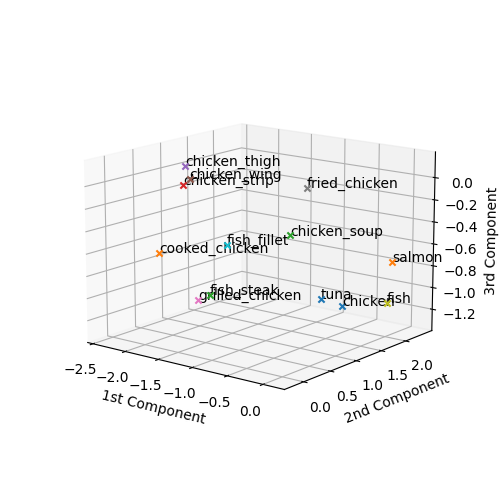 chicken_thigh
chicken_wing
chicken_strip
fried_chicken
chicken_soup
fish_fillet
cooked_chicken
salmon
fish_steak
grilled_chicken
tuna
chicken
fish
0.0
−0.2
−0.4
−0.6
−0.8
−1.0
−1.2
3rd Component
−2.5
−2.0
−1.5
−1.0
−0.5
0.0
1st Component
0.0
0.5
1.0
1.5
2.0
2nd Component